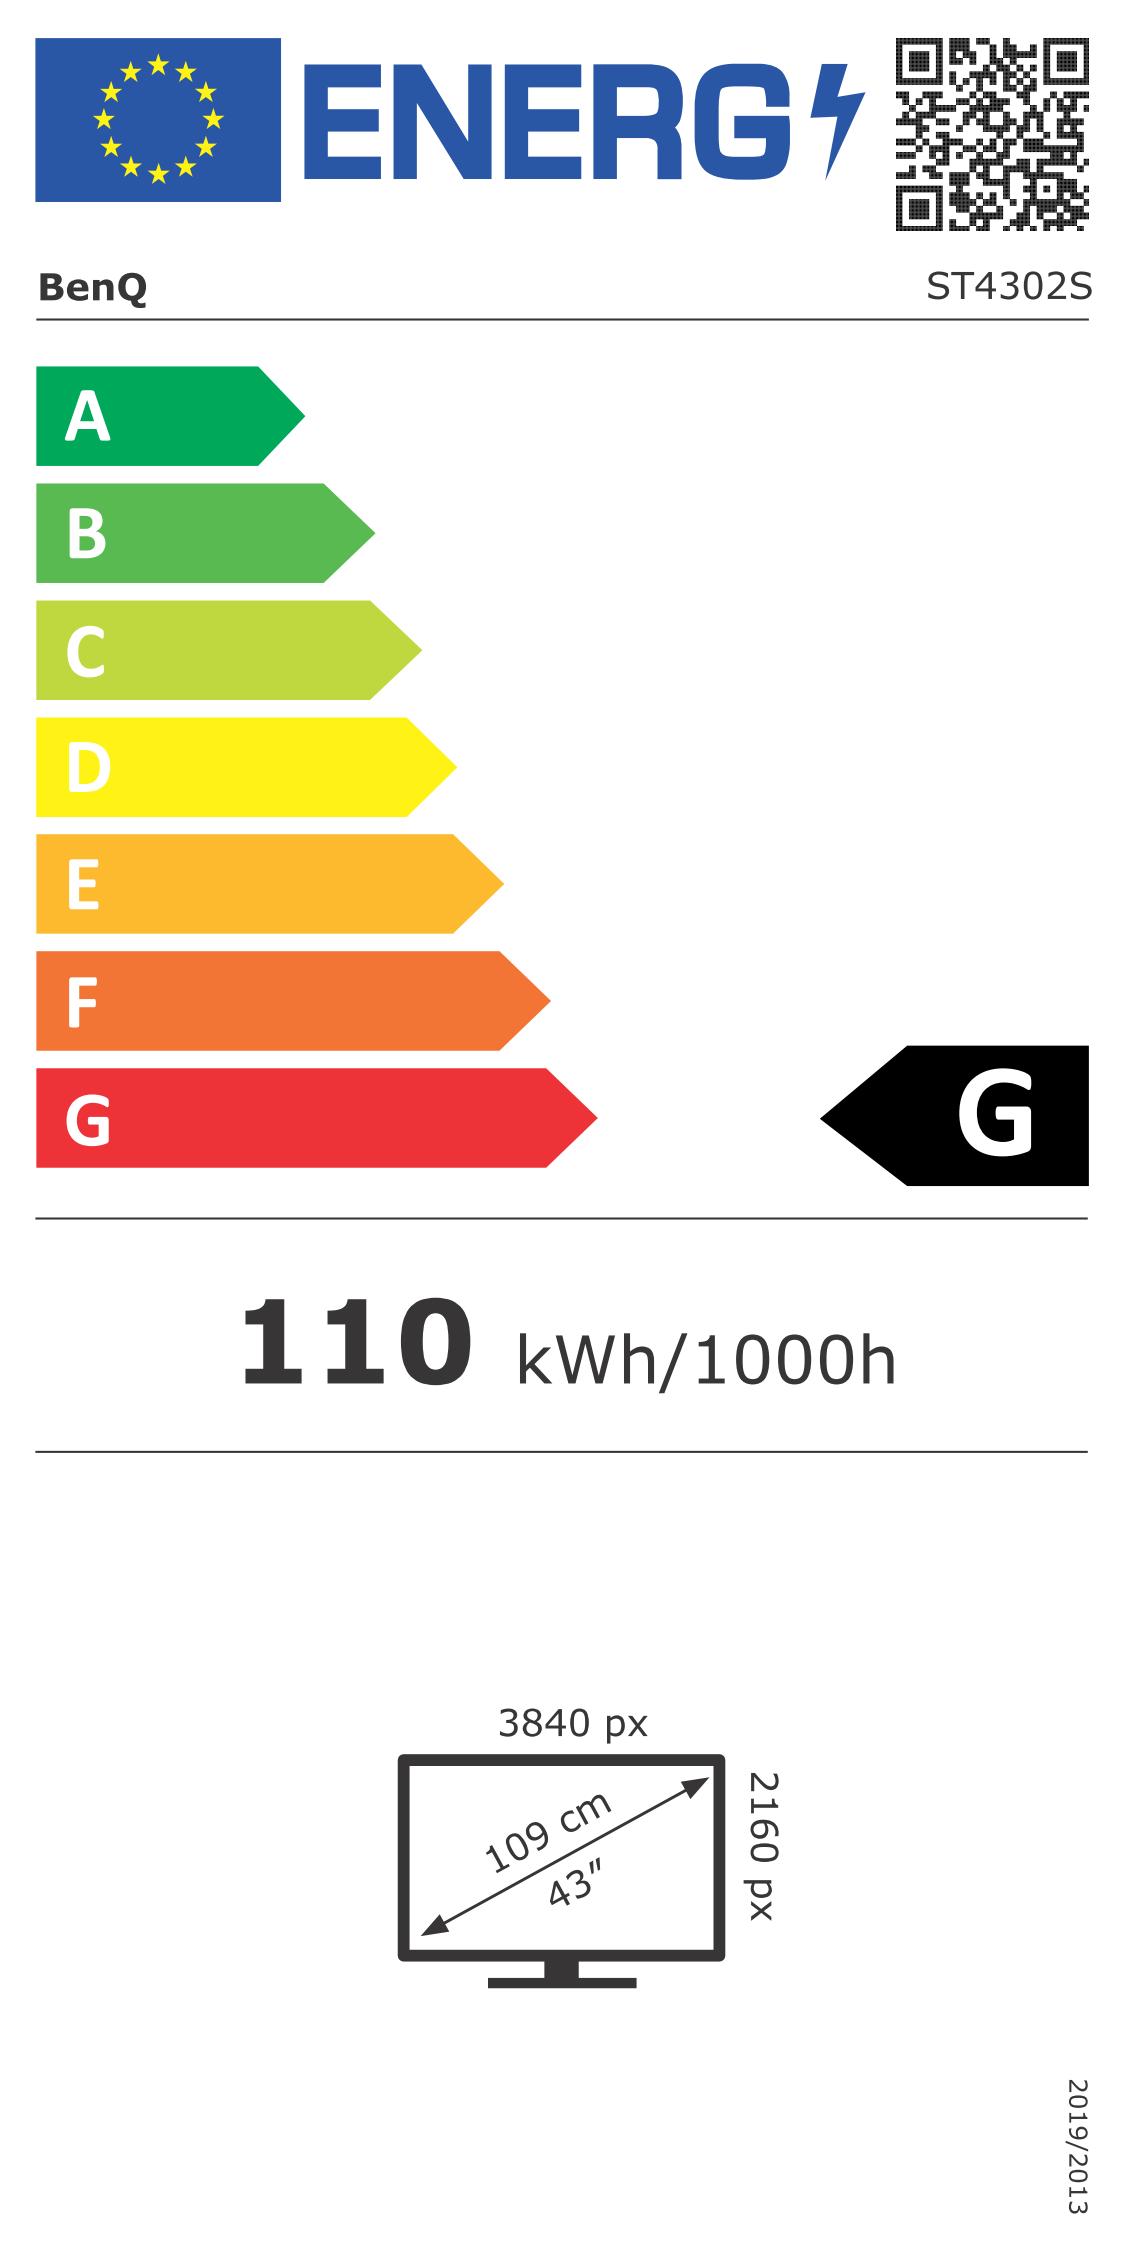 ENERG
BenQ
ST4302S
A
B
C
D
E
F
G
G
110 kWh/1000h
3840 px
2160 px
109 cm
43”
2019/2013